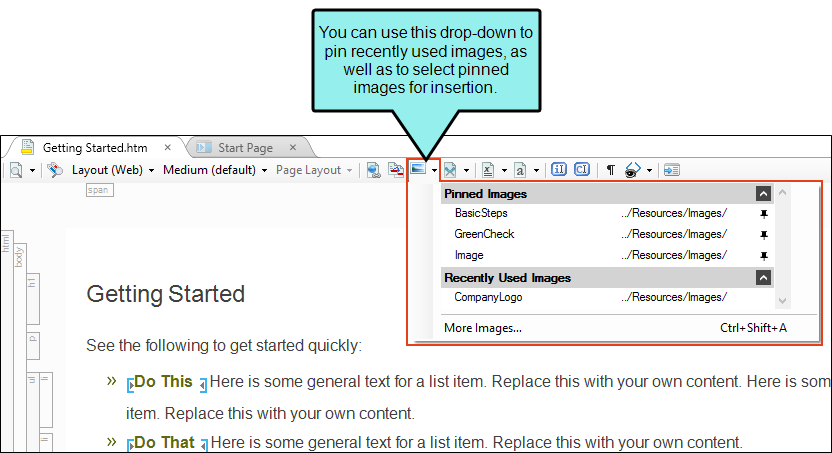 You can use this drop-down to
pin recently used images, as
well as to select pinned
images for insertion.
Getting Started.htm × Start Page ×
Layout (Web) Medium (default) Page Layout
span
Pinned Images
BasicSteps ../Resources/Images/
GreenCheck ../Resources/Images/
Image ../Resources/Images/
Recently Used Images
CompanyLogo ../Resources/Images/
More Images... Ctrl+Shift+A
html
body
h1
Getting Started
p
See the following to get started quickly:
ul
li
» Do This Here is some general text for a list item. Replace this with your own content. Here is som
item. Replace this with your own content.
li
» Do That Here is some general text for a list item. Replace this with your own content.